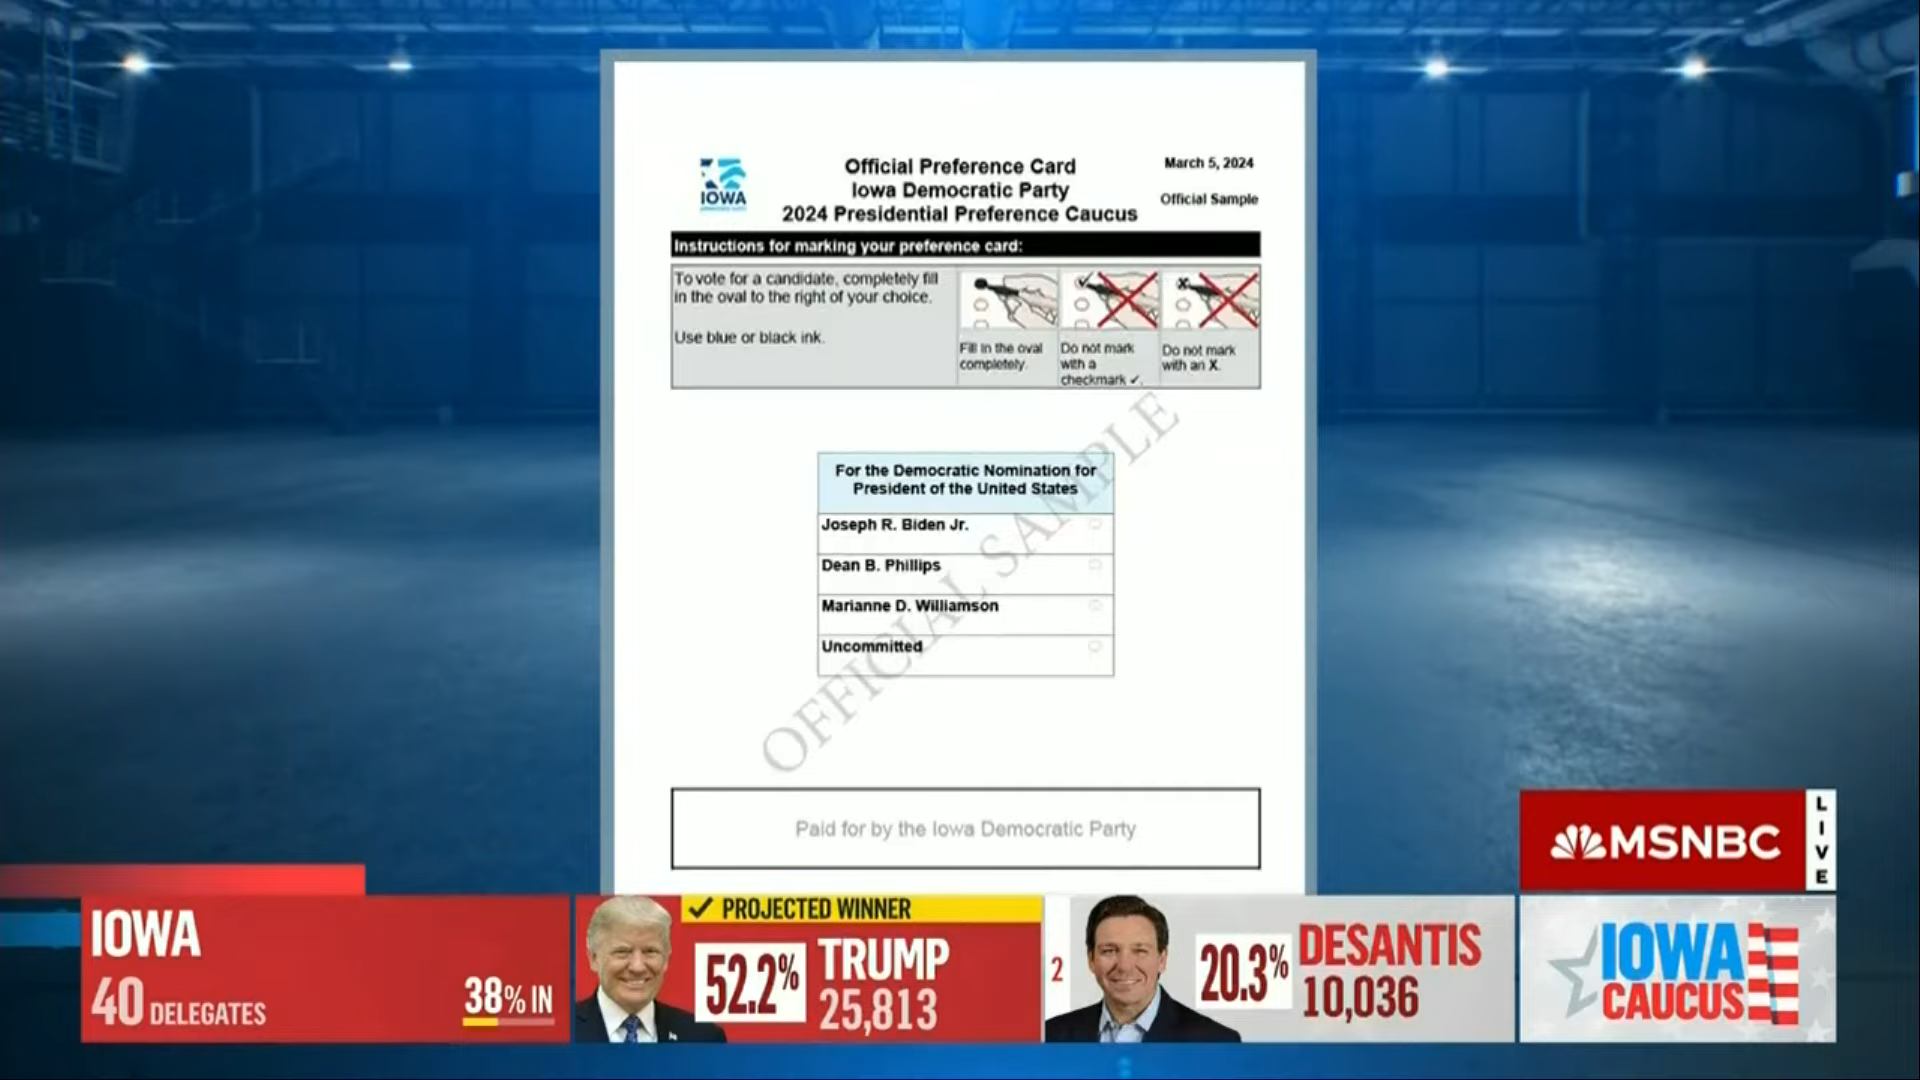 IOWA
Official Preference Card
Iowa Democratic Party
2024 Presidential Preference Caucus
March 5, 2024
Official Sample
Instructions for marking your preference card:
To vote for a candidate, completely fill
in the oval to the right of your choice.
Use blue or black ink.
Fill in the oval
completely.
Do not mark
with a
checkmark ✓.
Do not mark
with an X.
For the Democratic Nomination for
President of the United States
Joseph R. Biden Jr.
Dean B. Phillips
Marianne D. Williamson
Uncommitted
OFFICIAL SAMPLE
Paid for by the Iowa Democratic Party
MSNBC
LIVE
IOWA
40 DELEGATES
38% IN
✓ PROJECTED WINNER
52.2%
TRUMP
25,813
2
20.3%
DESANTIS
10,036
IOWA
CAUCUS